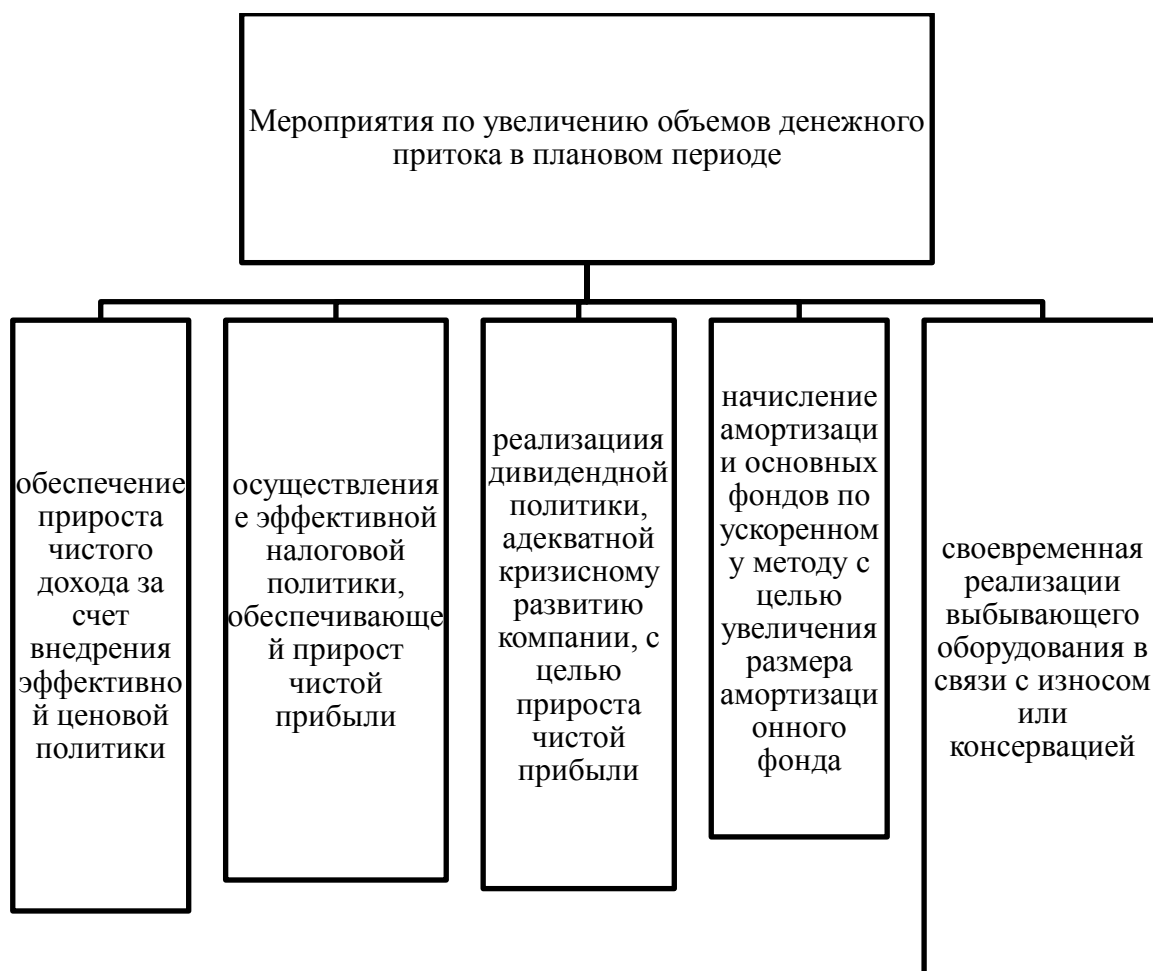 Мероприятия по увеличению объемов денежного
притока в плановом периоде
обеспечение
прироста
чистого
дохода за
счет
внедрения
эффективно
й ценовой
политики
осуществления
е эффективной
налоговой
политики,
обеспечивающе
й прирост
чистой
прибыли
реализациия
дивидендной
политики,
адекватной
кризисному
развитию
компании, с
целью
прироста
чистой
прибыли
начисление
амортизаци
и основных
фондов по
ускоренном
у методу с
целью
увеличения
размера
амортизаци
онного
фонда
своевременная
реализации
выбывающего
оборудования в
связи с износом
или
консервацией